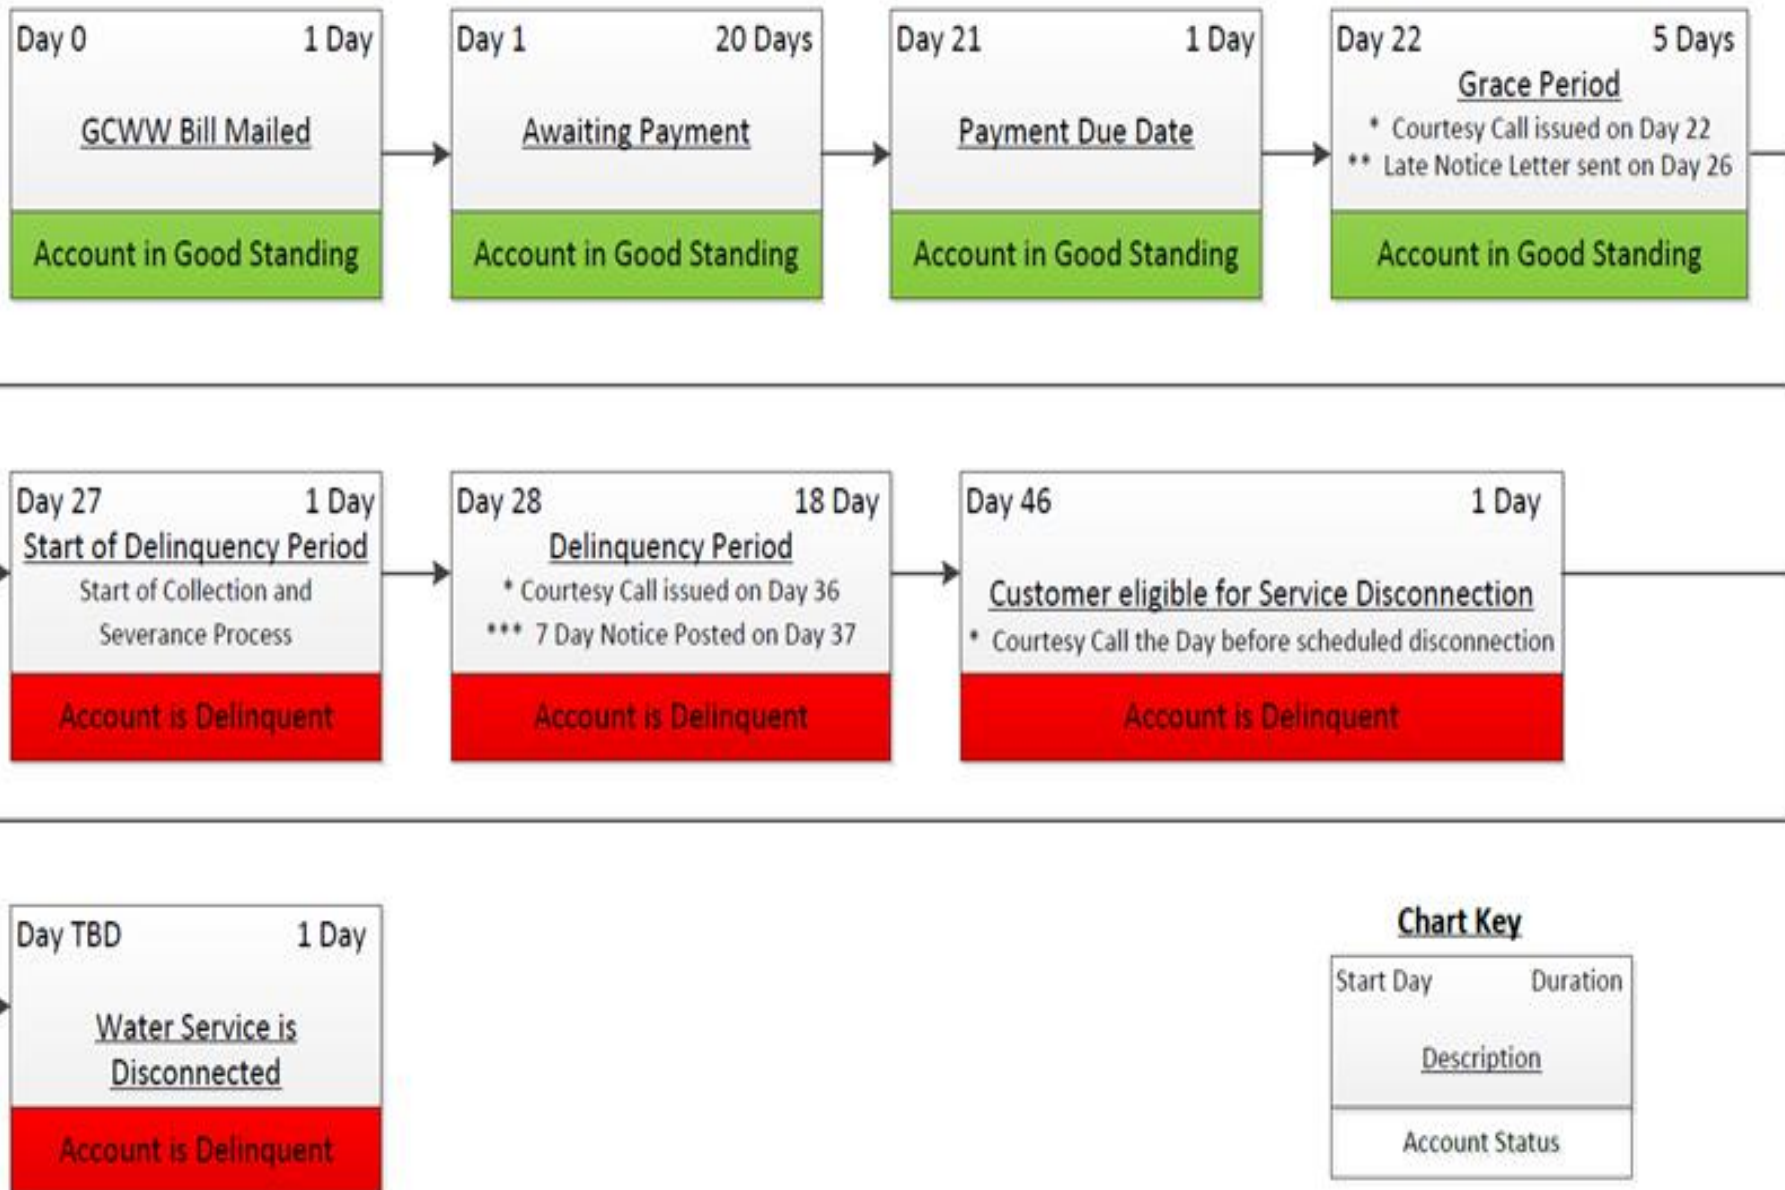 Day 0 1 Day
GCWW Bill Mailed
Account in Good Standing
Day 1 20 Days
Awaiting Payment
Account in Good Standing
Day 21 1 Day
Payment Due Date
Account in Good Standing
Day 22 5 Days
Grace Period
* Courtesy Call issued on Day 22
** Late Notice Letter sent on Day 26
Account in Good Standing
Day 27 1 Day
Start of Delinquency Period
Start of Collection and
Severance Process
Account is Delinquent
Day 28 18 Day
Delinquency Period
* Courtesy Call issued on Day 36
*** 7 Day Notice Posted on Day 37
Account is Delinquent
Day 46 1 Day
Customer eligible for Service Disconnection
* Courtesy Call the Day before scheduled disconnection
Account is Delinquent
Day TBD 1 Day
Water Service is
Disconnected
Account is Delinquent
Chart Key
Start Day Duration
Description
Account Status